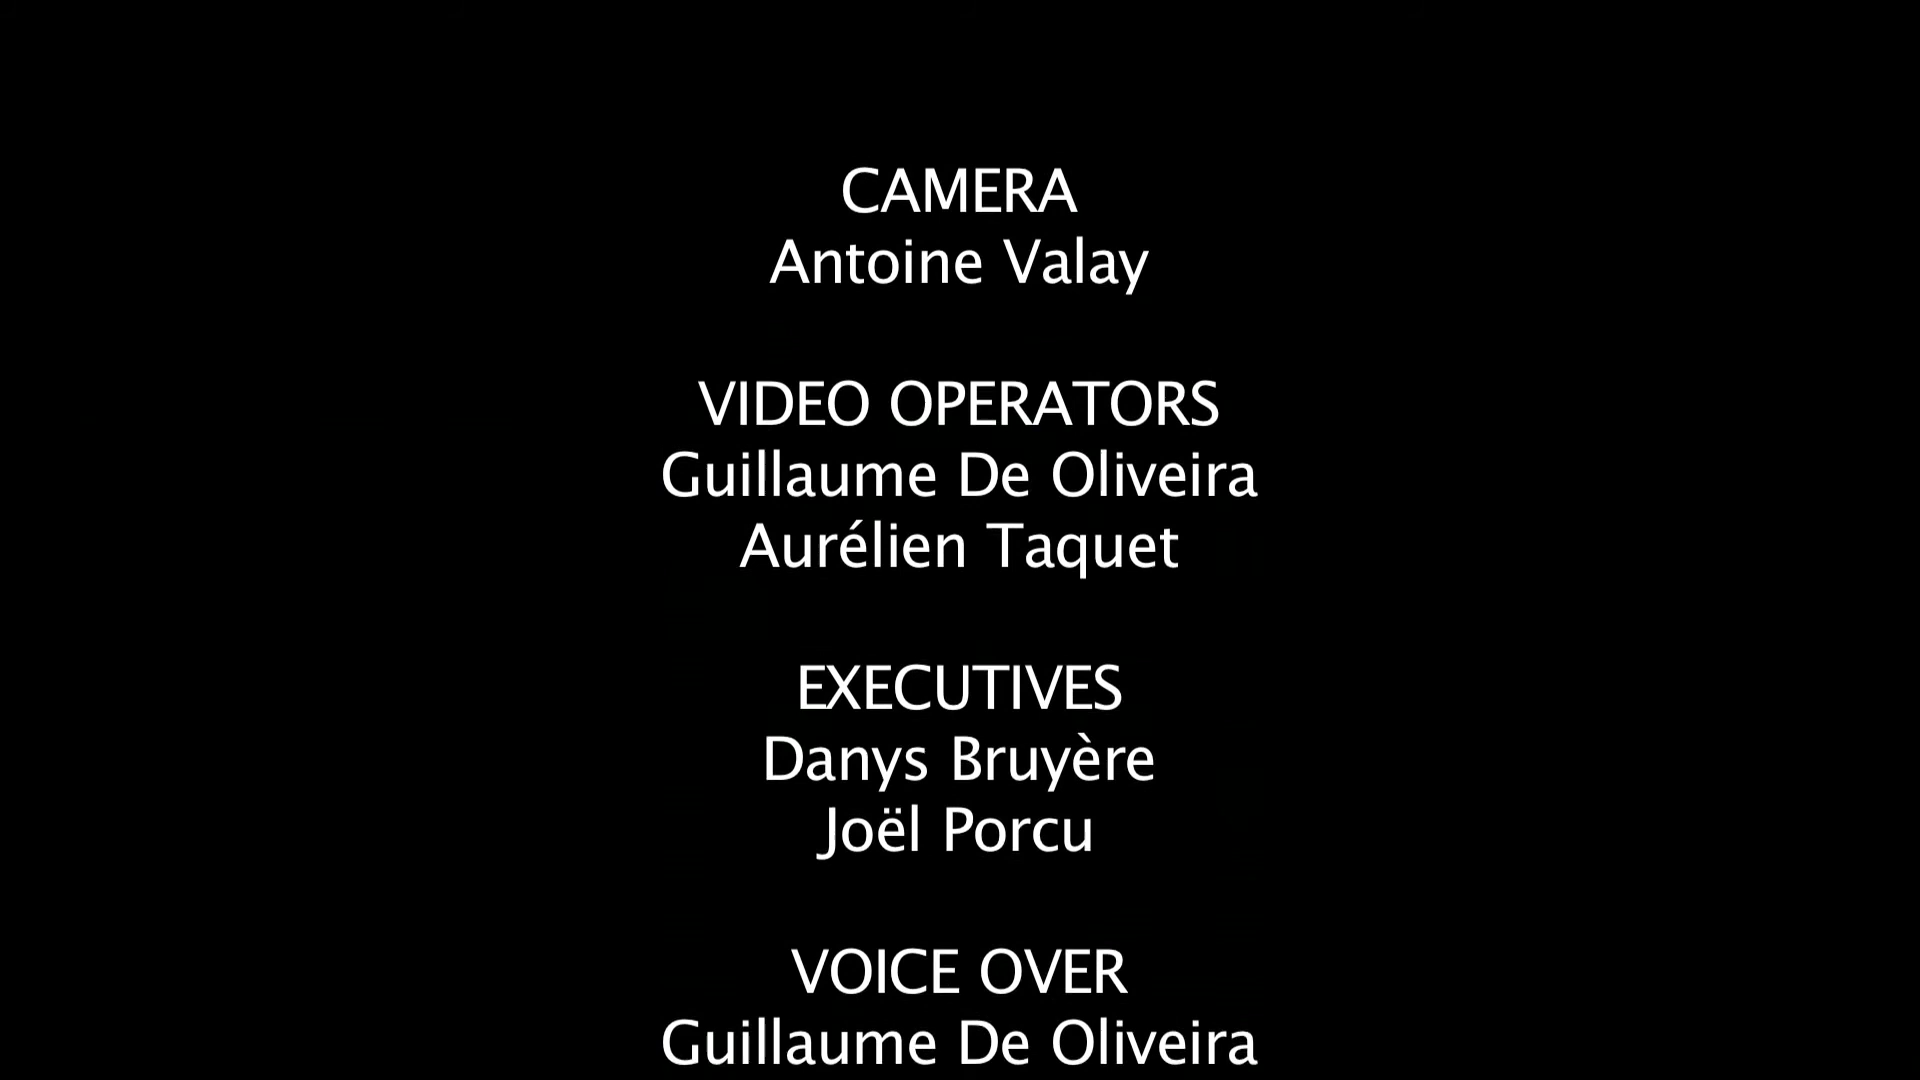 CAMERA
Antoine Valay
VIDEO OPERATORS
Guillaume De Oliveira
Aurélien Taquet
EXECUTIVES
Danys Bruyère
Joël Porcu
VOICE OVER
Guillaume De Oliveira